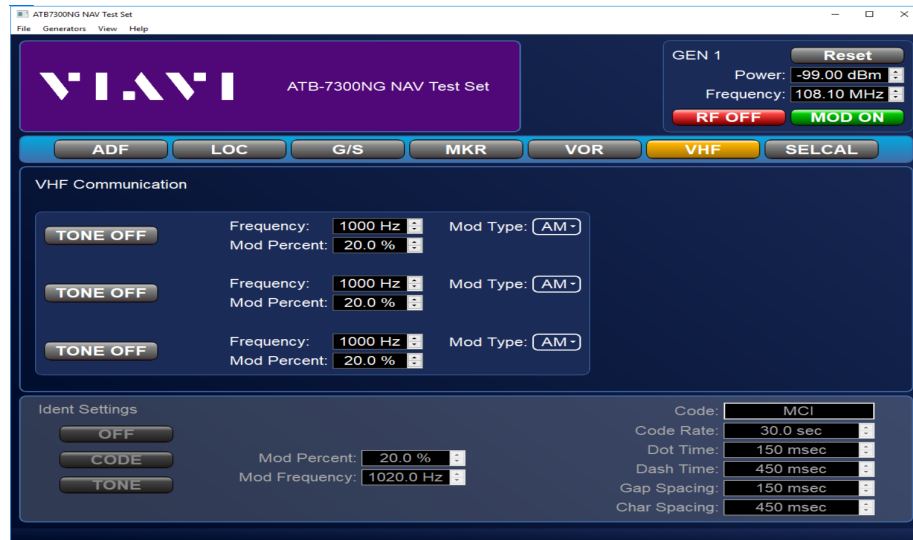 ATB7300NG NAV Test Set
File Generators View Help
VIAVI
ATB-7300NG NAV Test Set
GEN 1 Reset
Power: -99.00 dBm
Frequency: 108.10 MHz
RF OFF MOD ON
ADF LOC G/S MKR VOR VHF SELCAL
VHF Communication
TONE OFF
Frequency: 1000 Hz Mod Type: AM
Mod Percent: 20.0 %
TONE OFF
Frequency: 1000 Hz Mod Type: AM
Mod Percent: 20.0 %
TONE OFF
Frequency: 1000 Hz Mod Type: AM
Mod Percent: 20.0 %
Ident Settings
OFF
CODE
TONE
Mod Percent: 20.0 %
Mod Frequency: 1020.0 Hz
Code: MCI
Code Rate: 30.0 sec
Dot Time: 150 msec
Dash Time: 450 msec
Gap Spacing: 150 msec
Char Spacing: 450 msec